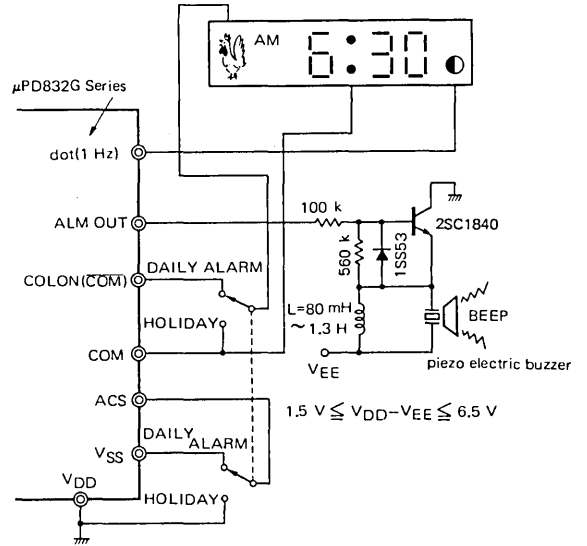 AM 6:30
μPD832G Series
dot(1 Hz)
ALM OUT
100 k
2SC1840
560 k
1SS53
DAILY ALARM
COLON(C̅O̅M̅)
L=80 mH
~ 1.3 H
BEEP
HOLIDAY
COM
VEE
piezo electric buzzer
ACS
1.5 V ≦ VDD−VEE ≦ 6.5 V
DAILY ALARM
VSS
VDD
HOLIDAY